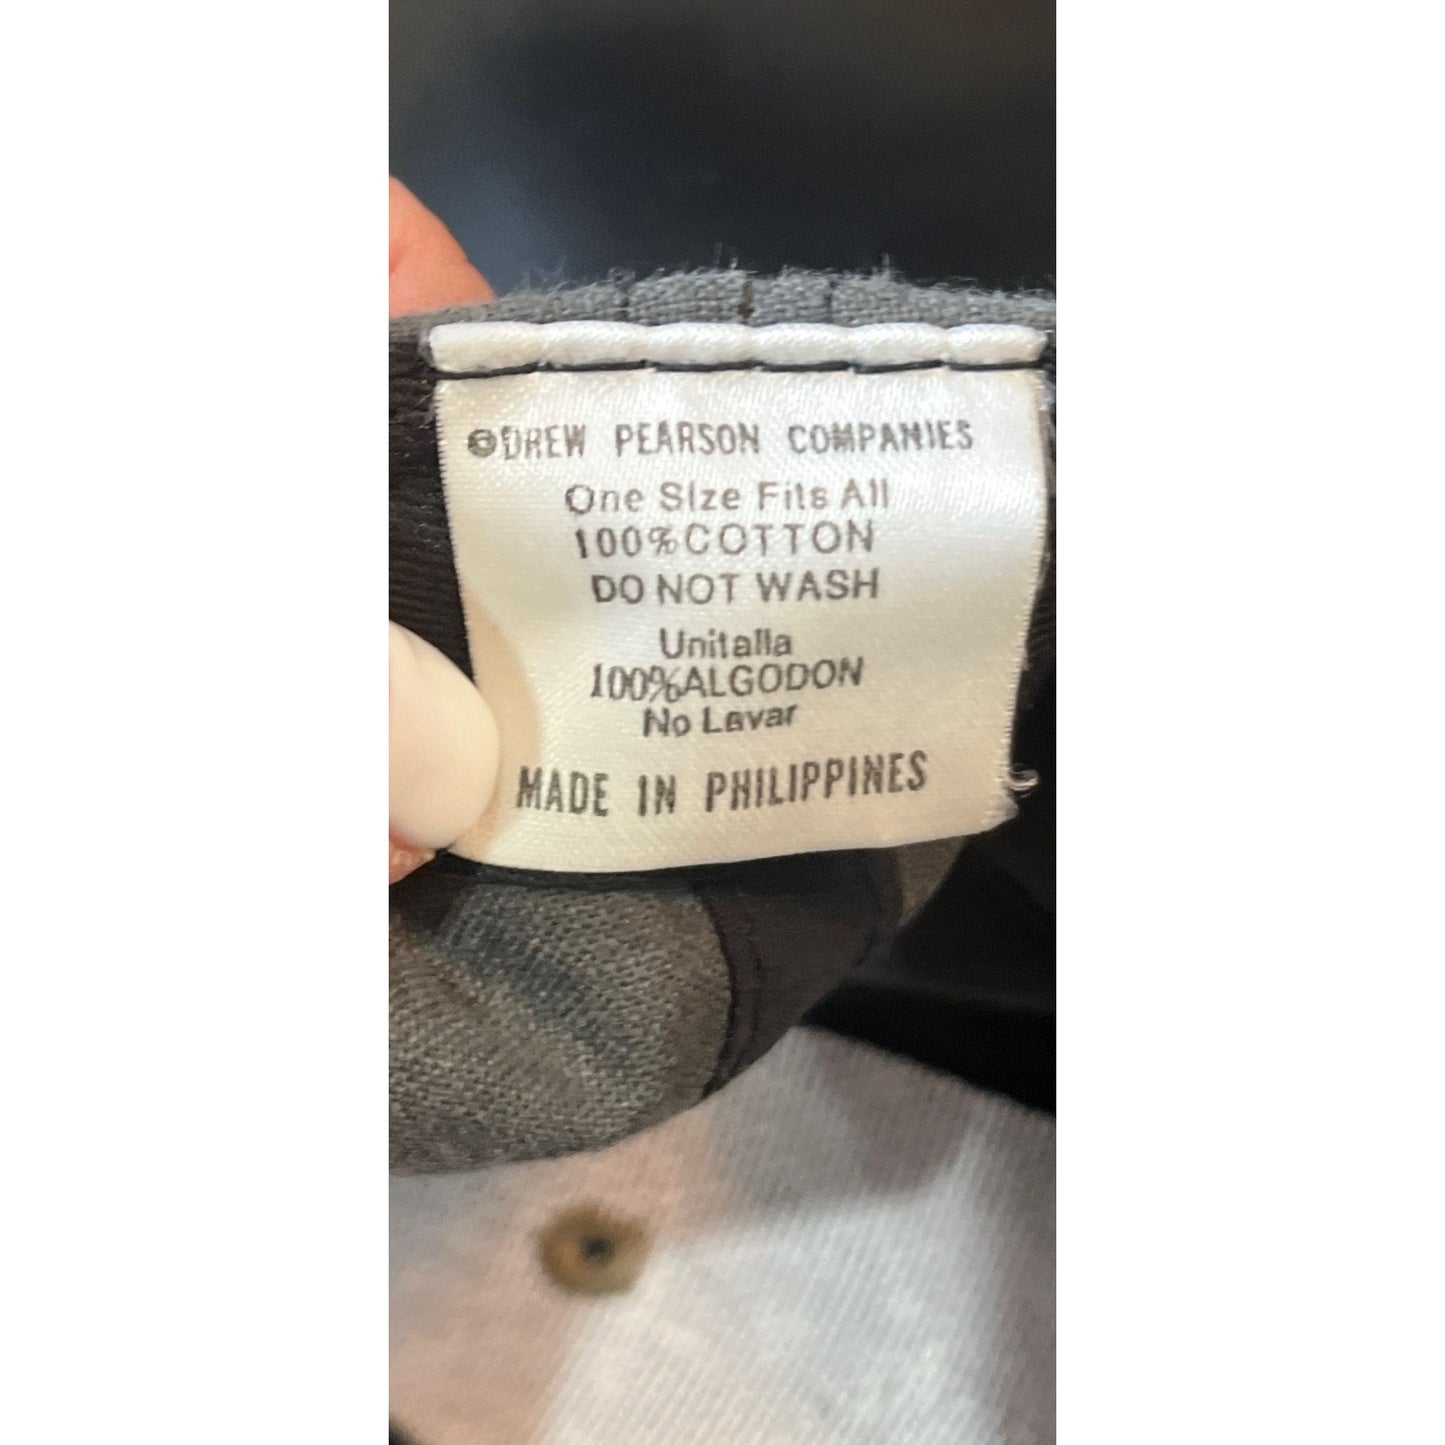 ©DREW PEARSON COMPANIES
One Size Fits All
100%COTTON
DO NOT WASH
Unitalla
100%ALGODON
No Lavar
MADE IN PHILIPPINES